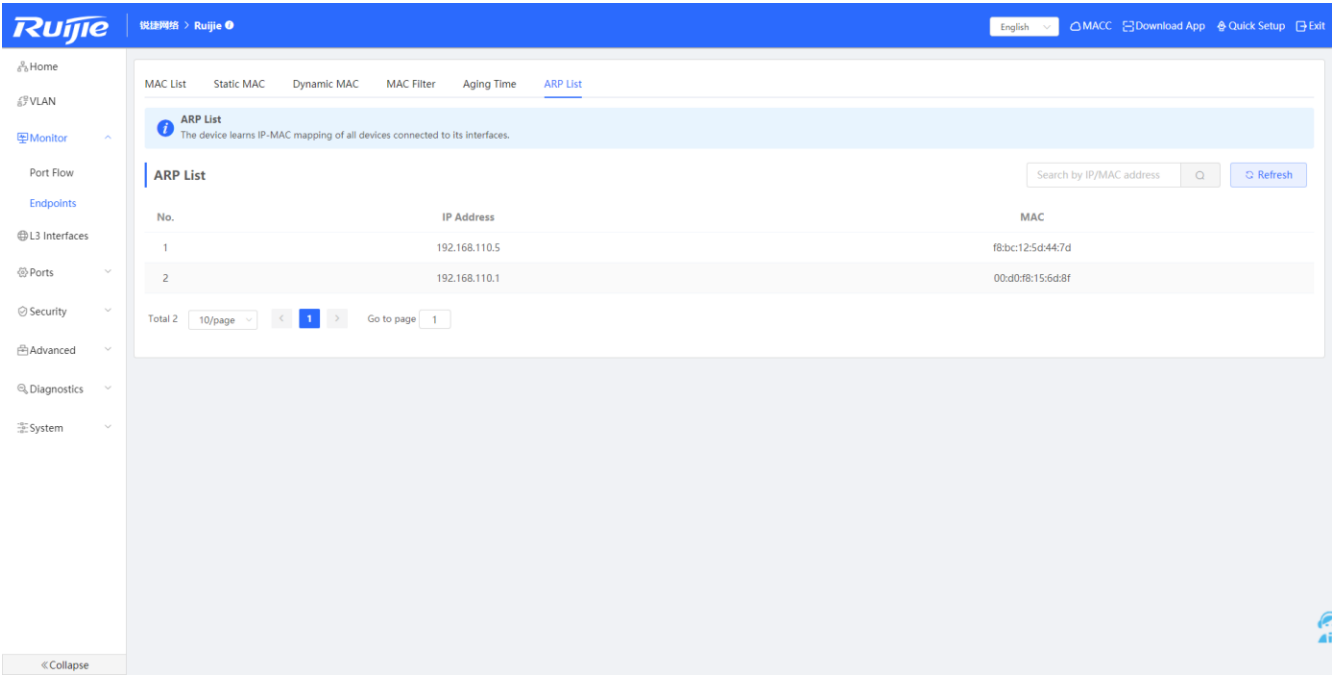 Ruijie 锐捷网络 > Ruijie English MACC Download App Quick Setup Exit
Home
VLAN
Monitor
Port Flow
Endpoints
L3 Interfaces
Ports
Security
Advanced
Diagnostics
System
«Collapse
MAC List Static MAC Dynamic MAC MAC Filter Aging Time ARP List
ARP List
The device learns IP-MAC mapping of all devices connected to its interfaces.
ARP List Search by IP/MAC address Refresh
No. IP Address MAC
1 192.168.110.5 f8:bc:12:5d:44:7d
2 192.168.110.1 00:d0:f8:15:6d:8f
Total 2 10/page < 1 > Go to page 1